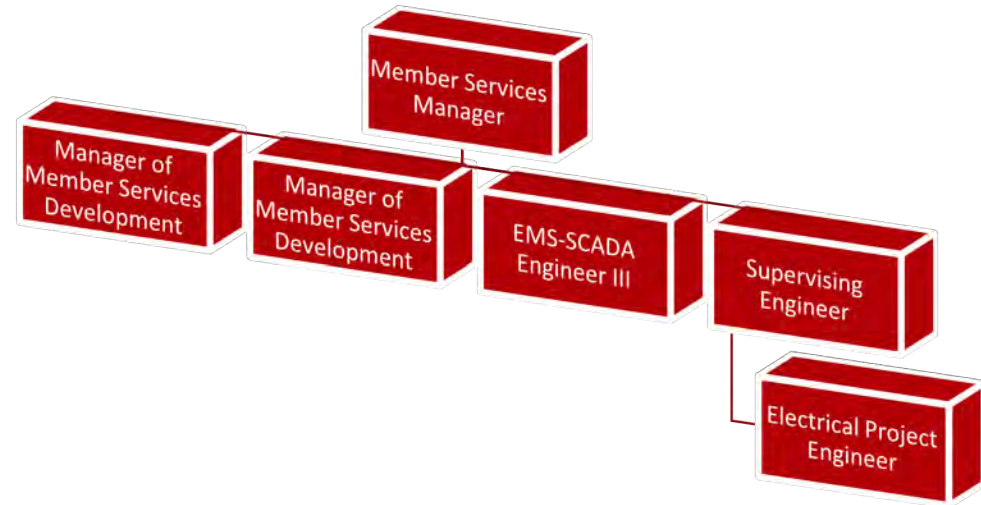 Member Services
Manager
Manager of
Member Services
Development
Manager of
Member Services
Development
EMS-SCADA
Engineer III
Supervising
Engineer
Electrical Project
Engineer